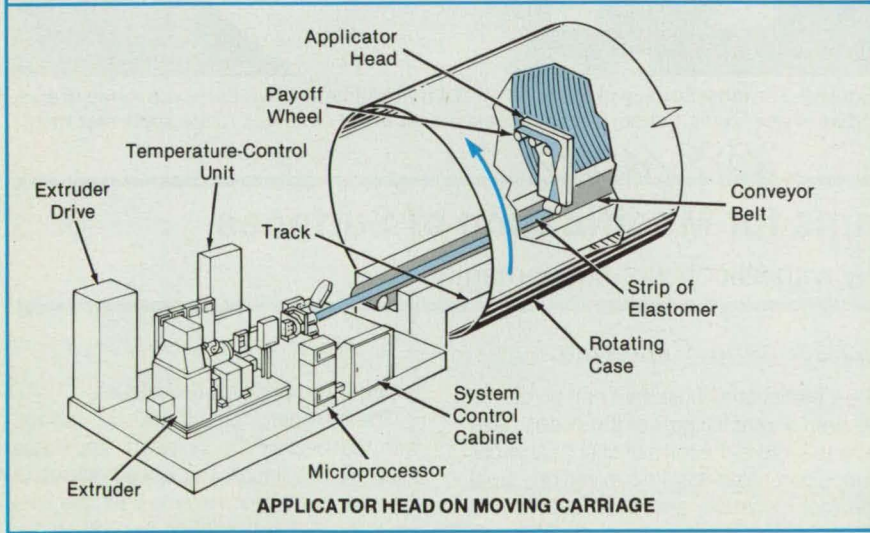 Applicator
Head
Payoff
Wheel
Temperature-Control
Unit
Extruder
Drive
Track
Conveyor
Belt
Strip of
Elastomer
Rotating
Case
System
Control
Cabinet
Microprocessor
Extruder
APPLICATOR HEAD ON MOVING CARRIAGE